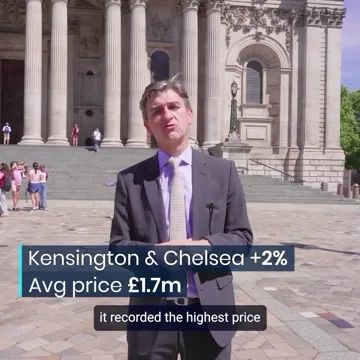 Kensington & Chelsea +2%
Avg price £1.7m
it recorded the highest price